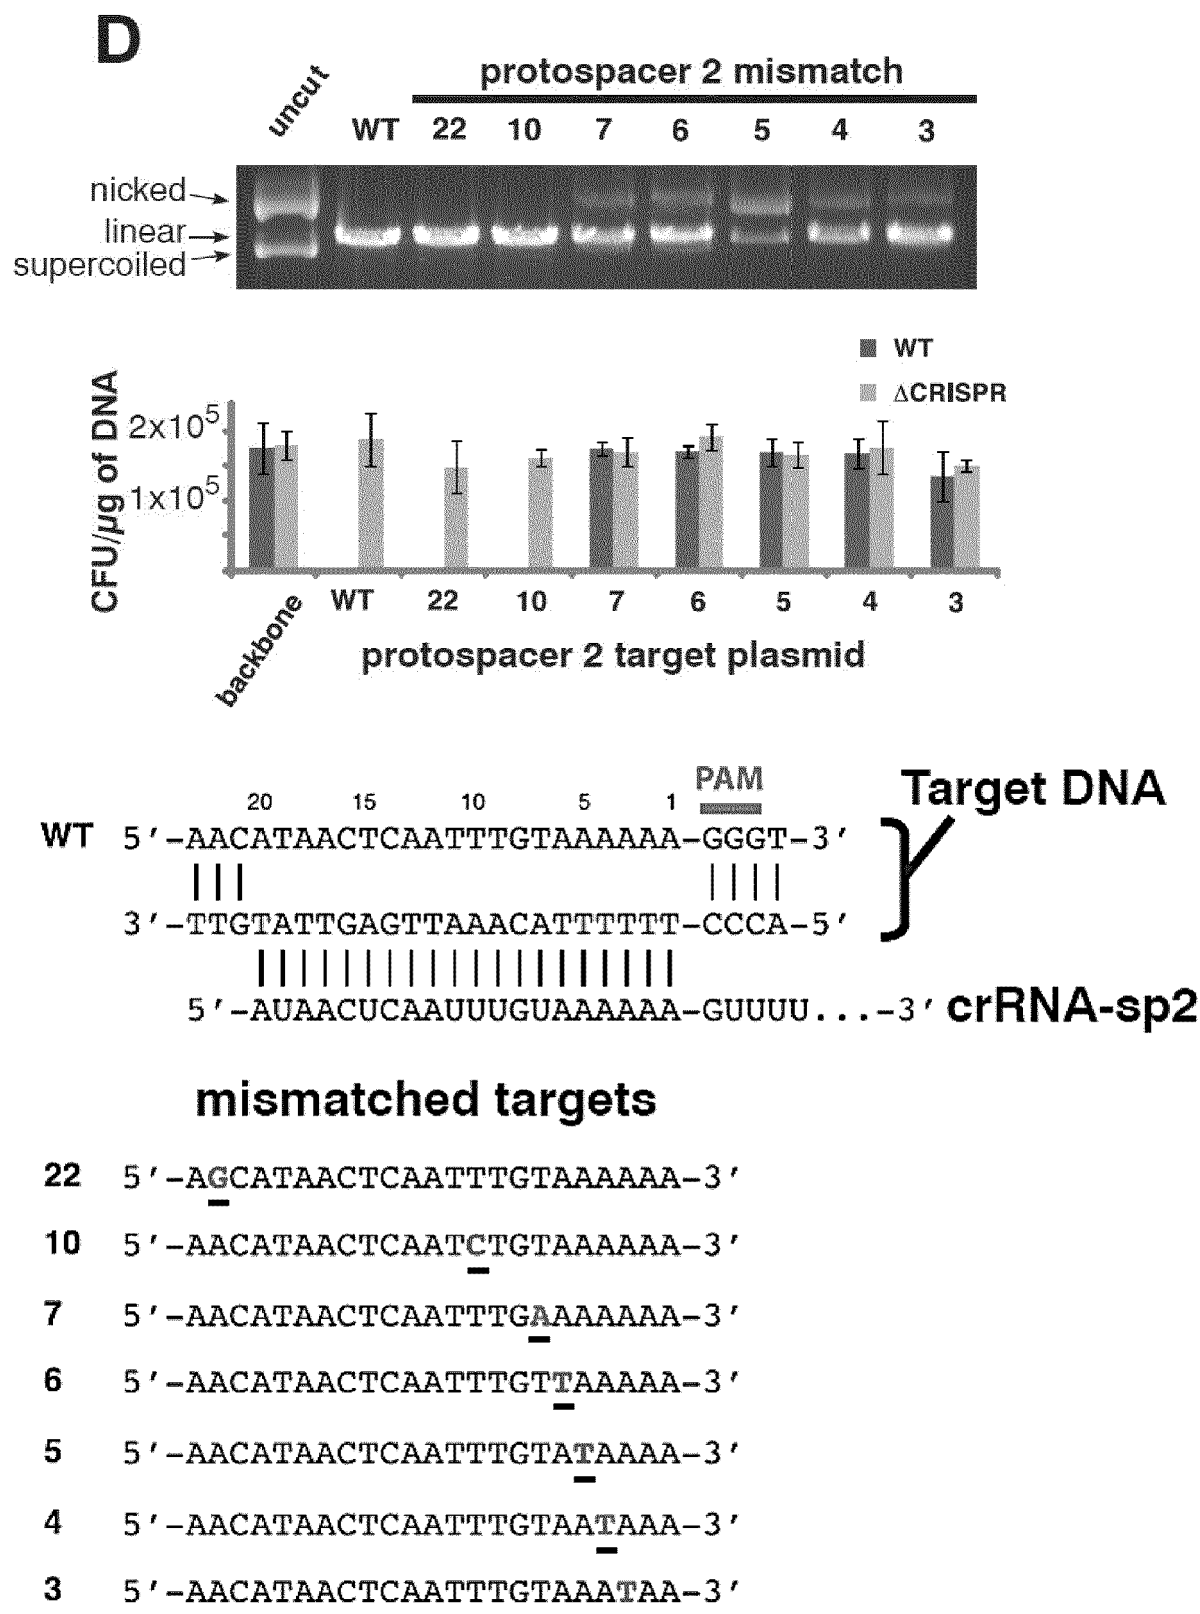 D
protospacer 2 mismatch
uncut WT 22 10 7 6 5 4 3
nicked
linear
supercoiled
WT
ΔCRISPR
CFU/µg of DNA
2x10⁵
1x10⁵
backbone WT 22 10 7 6 5 4 3
protospacer 2 target plasmid
PAM
20 15 10 5 1
Target DNA
WT 5′-AACATAACTCAATTTGTAAAAAA-GGGT-3′
3′-TTGTATTGAGTTAAACATTTTTT-CCCA-5′
5′-AUAACUCAAUUUGUAAAAAA-GUUUU...-3′ crRNA-sp2
mismatched targets
22 5′-AGCATAACTCAATTTGTAAAAAA-3′
10 5′-AACATAACTCAATCTGTAAAAAA-3′
7 5′-AACATAACTCAATTTGAAAAAAA-3′
6 5′-AACATAACTCAATTTGTTAAAAA-3′
5 5′-AACATAACTCAATTTGTATAAAA-3′
4 5′-AACATAACTCAATTTGTAATAAA-3′
3 5′-AACATAACTCAATTTGTAAATAA-3′